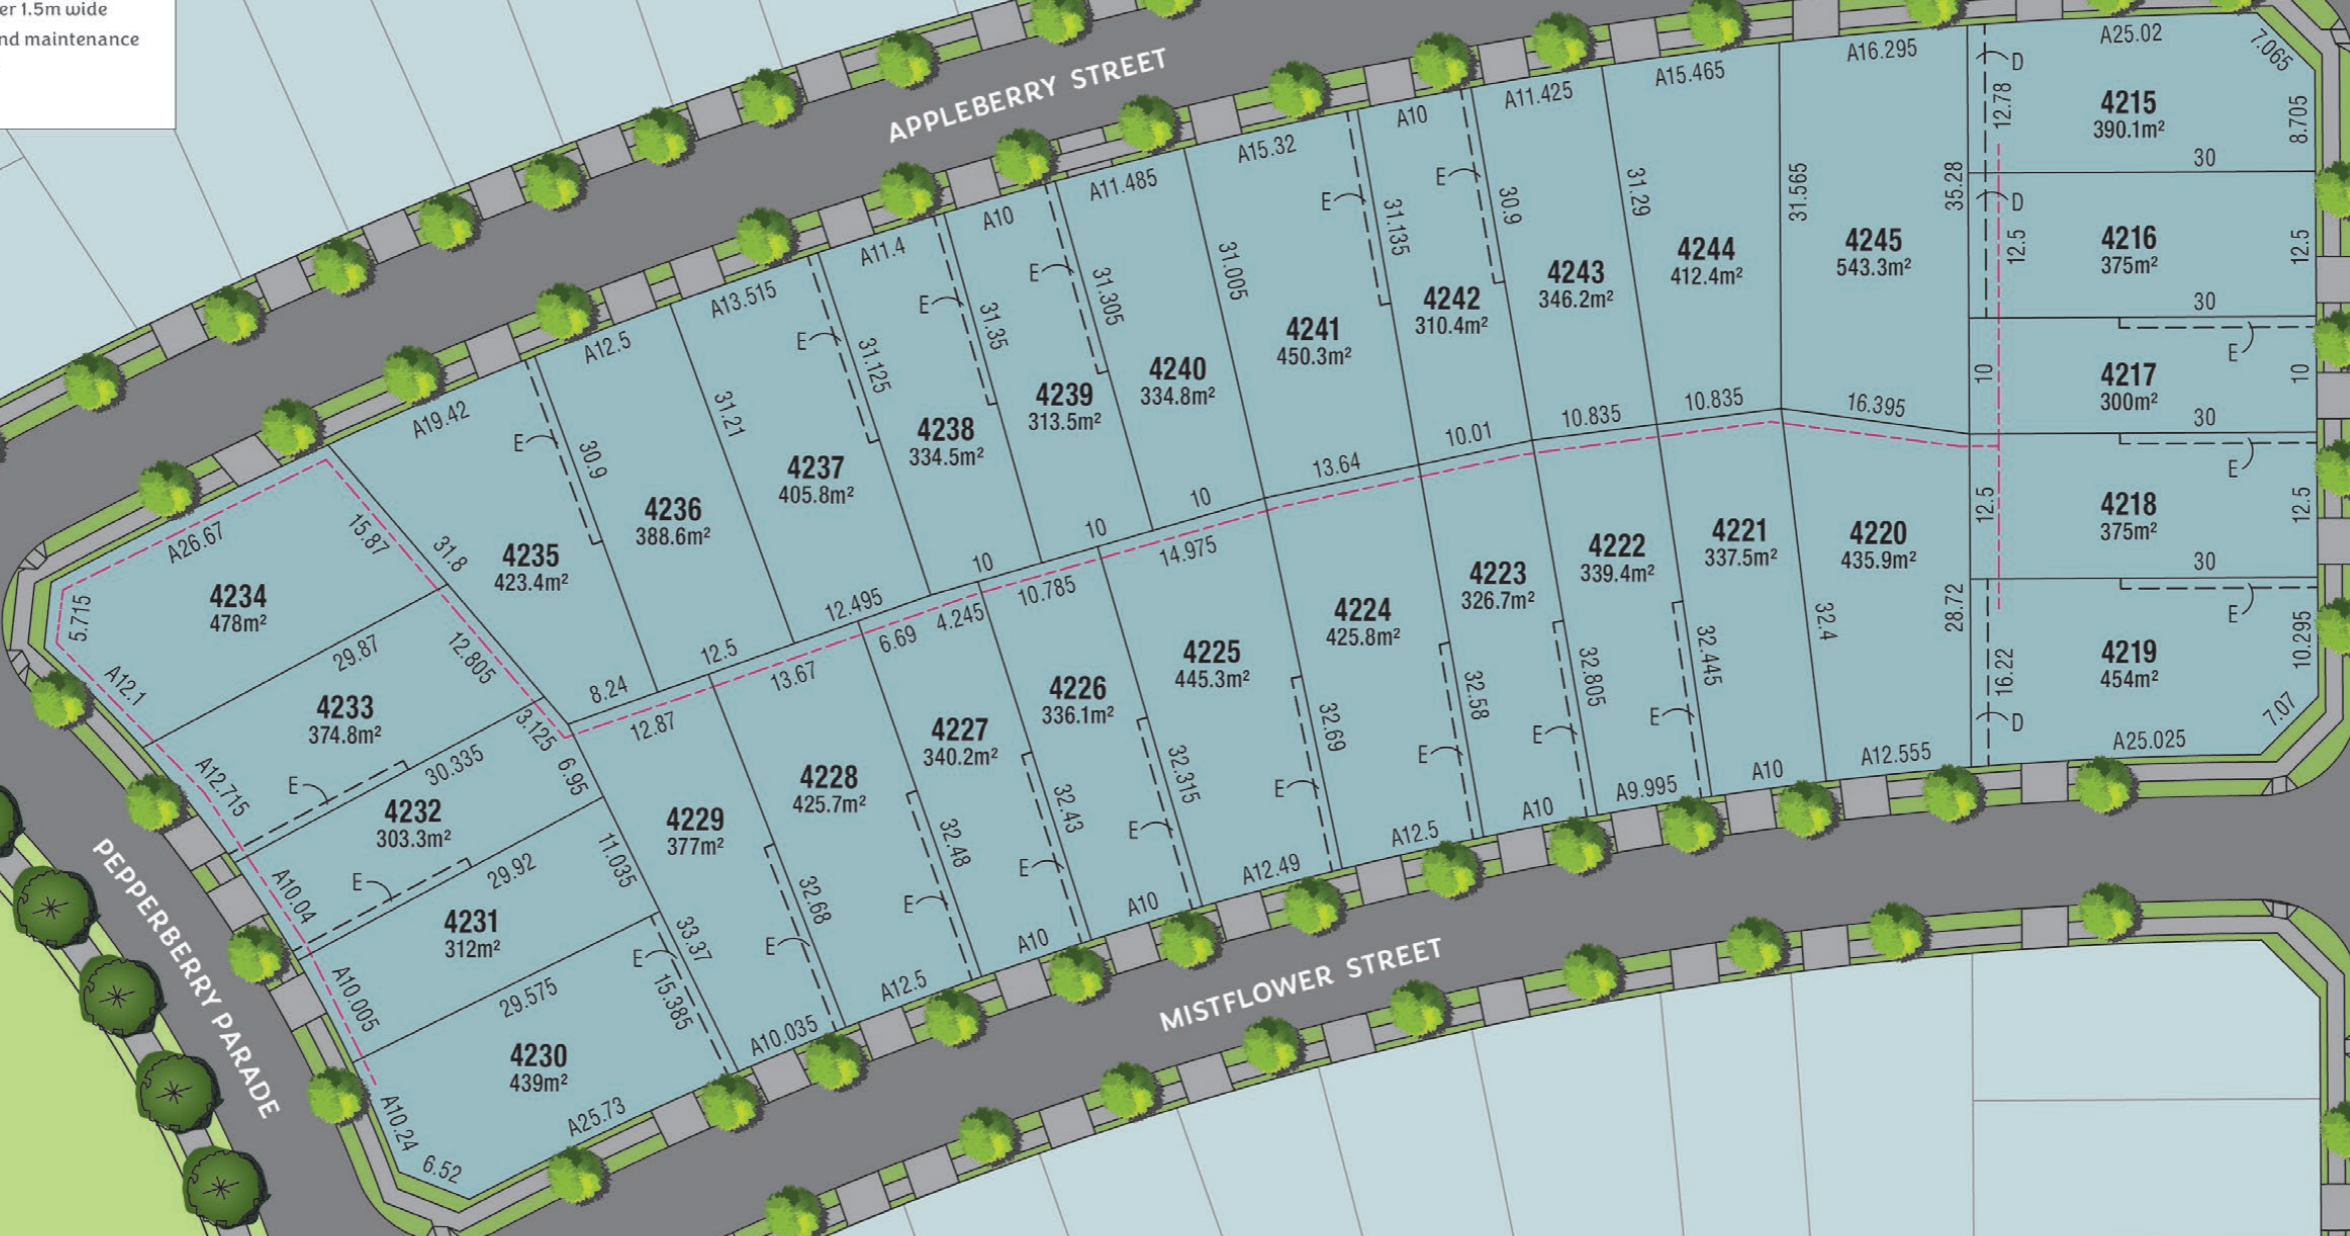 er 1.5m wide
nd maintenance
APPLEBERRY STREET
A25.02
7.065
D
12.78
4215
390.1m²
8.705
30
35.28
D
12.5
4216
375m²
12.5
30
10
4217
300m²
E
10
30
12.5
4218
375m²
E
12.5
30
28.72
16.22
D
4219
454m²
E
10.295
7.07
A25.025
A16.295
31.565
4245
543.3m²
16.395
A15.465
31.29
4244
412.4m²
10.835
A11.425
30.9
4243
346.2m²
10.835
A10
E
31.135
4242
310.4m²
10.01
A15.32
E
31.005
4241
450.3m²
13.64
A11.485
31.305
4240
334.8m²
10
A10
E
31.35
4239
313.5m²
10
A11.4
E
31.125
4238
334.5m²
10
A13.515
E
31.21
4237
405.8m²
12.495
A12.5
30.9
4236
388.6m²
12.5
A19.42
E
31.8
4235
423.4m²
8.24
A26.67
15.87
4234
478m²
5.715
A12.1
29.87
12.805
4233
374.8m²
A12.715
E
30.335
3.125
6.95
4232
303.3m²
A10.04
E
29.92
11.035
4231
312m²
A10.005
29.575
4230
439m²
E
15.385
A10.24
6.52
A25.73
12.87
4229
377m²
33.37
E
A10.035
13.67
4228
425.7m²
32.68
E
A12.5
6.69
4.245
4227
340.2m²
32.48
E
A10
10.785
4226
336.1m²
32.43
E
A10
14.975
4225
445.3m²
32.315
E
A12.49
4224
425.8m²
32.69
E
A12.5
4223
326.7m²
32.58
E
A10
4222
339.4m²
32.805
E
A9.995
4221
337.5m²
32.445
A10
4220
435.9m²
32.4
A12.555
PEPPERBERRY PARADE
MISTFLOWER STREET